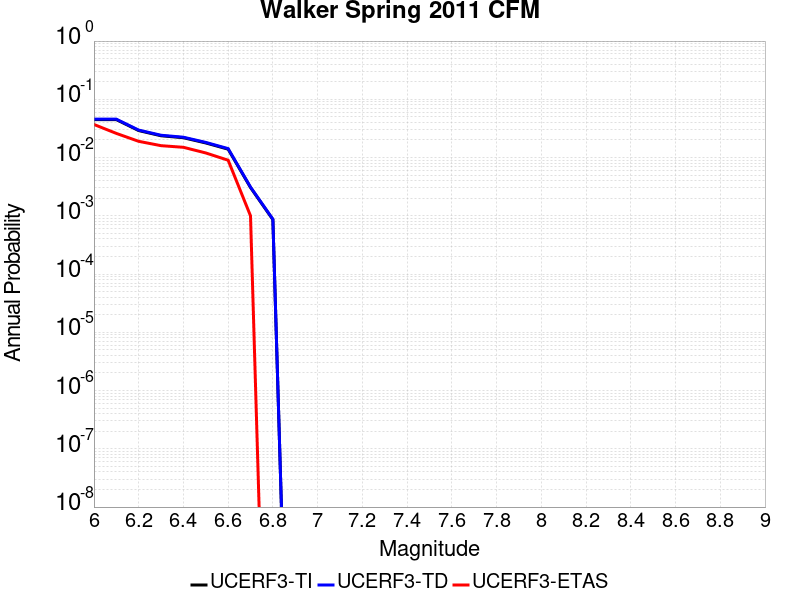 Walker Spring 2011 CFM
10^0
10^-1
10^-2
10^-3
10^-4
10^-5
10^-6
10^-7
10^-8
Annual Probability
6 6.2 6.4 6.6 6.8 7 7.2 7.4 7.6 7.8 8 8.2 8.4 8.6 8.8 9
Magnitude
UCERF3-TI UCERF3-TD UCERF3-ETAS